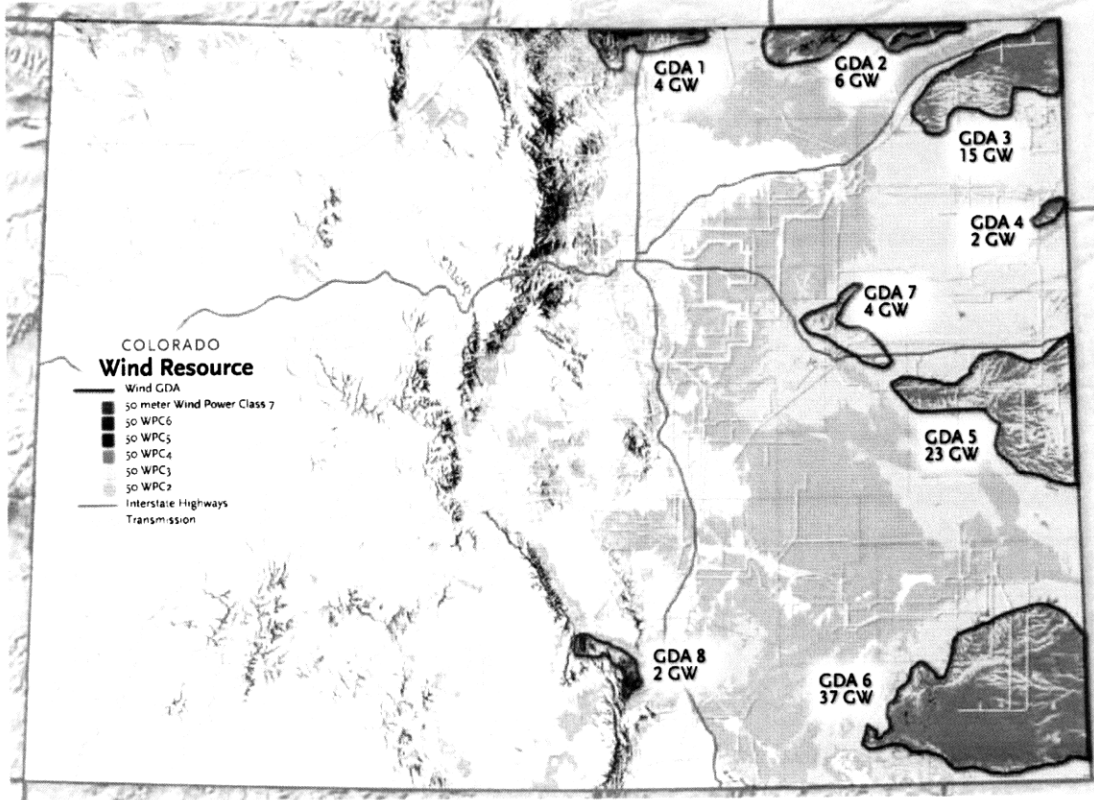 GDA 1
4 GW
GDA 2
6 GW
GDA 3
15 GW
GDA 4
2 GW
GDA 7
4 GW
COLORADO
Wind Resource
Wind GDA
50 meter Wind Power Class 7
50 WPC6
50 WPC5
50 WPC4
50 WPC3
50 WPC2
Interstate Highways
Transmission
GDA 5
23 GW
GDA 8
2 GW
GDA 6
37 GW